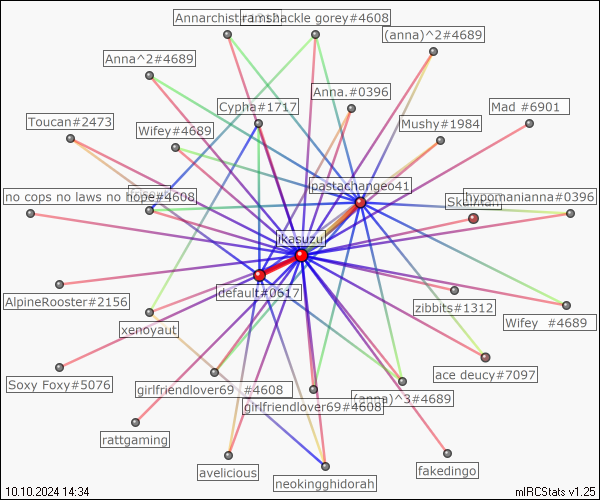 Annarchist#1312
ramshackle gorey#4608
(anna)^2#4689
Anna^2#4689
Anna.#0396
Cypha#1717
Mad #6901
Toucan#2473
Wifey#4689
Mushy#1984
pastachangeo41
no cops no laws no hope#4608
Skallman
hypomanianna#0396
ikasuzu
default#0617
AlpineRooster#2156
zibbits#1312
Wifey #4689
xenoyaut
Soxy Foxy#5076
ace deucy#7097
girlfriendlover69 #4608
(anna)^3#4689
girlfriendlover69#4608
rattgaming
avelicious
neokingghidorah
fakedingo
10.10.2024 14:34
mIRCStats v1.25